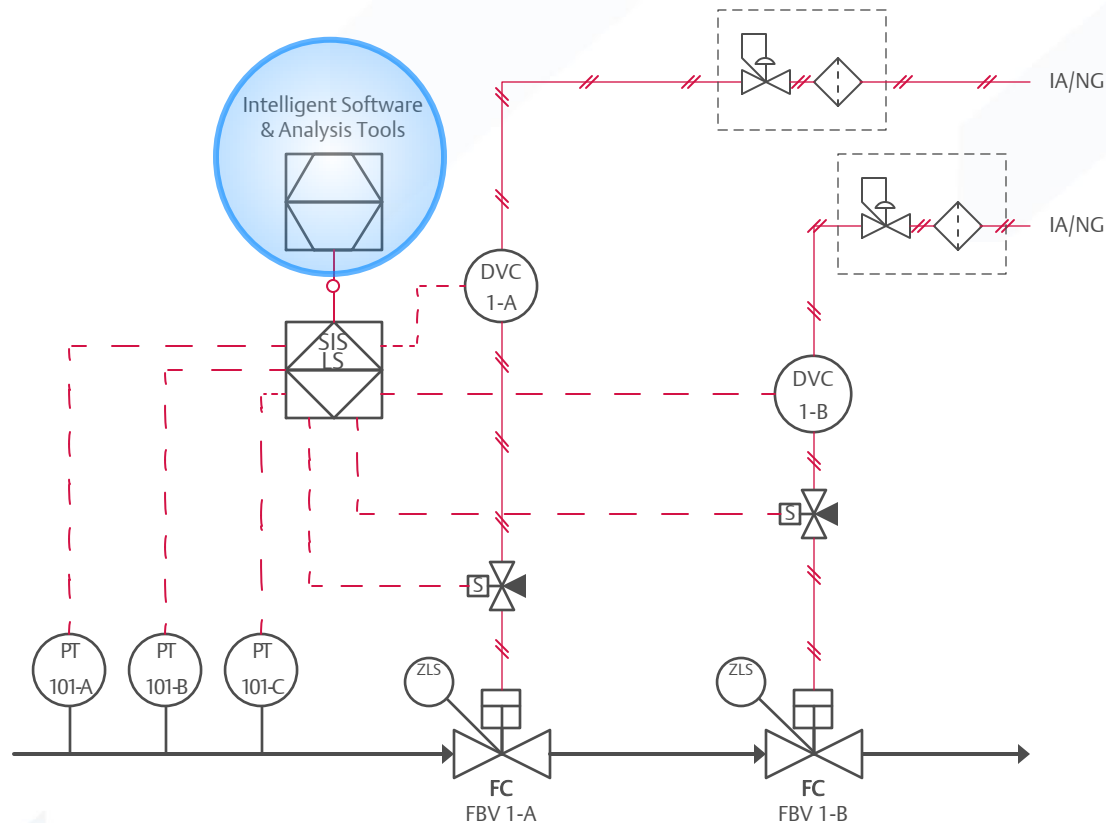 IA/NG
Intelligent Software
& Analysis Tools
IA/NG
DVC
1-A
SIS
LS
DVC
1-B
S
S
PT
101-A
PT
101-B
PT
101-C
ZLS
ZLS
FC
FBV 1-A
FC
FBV 1-B